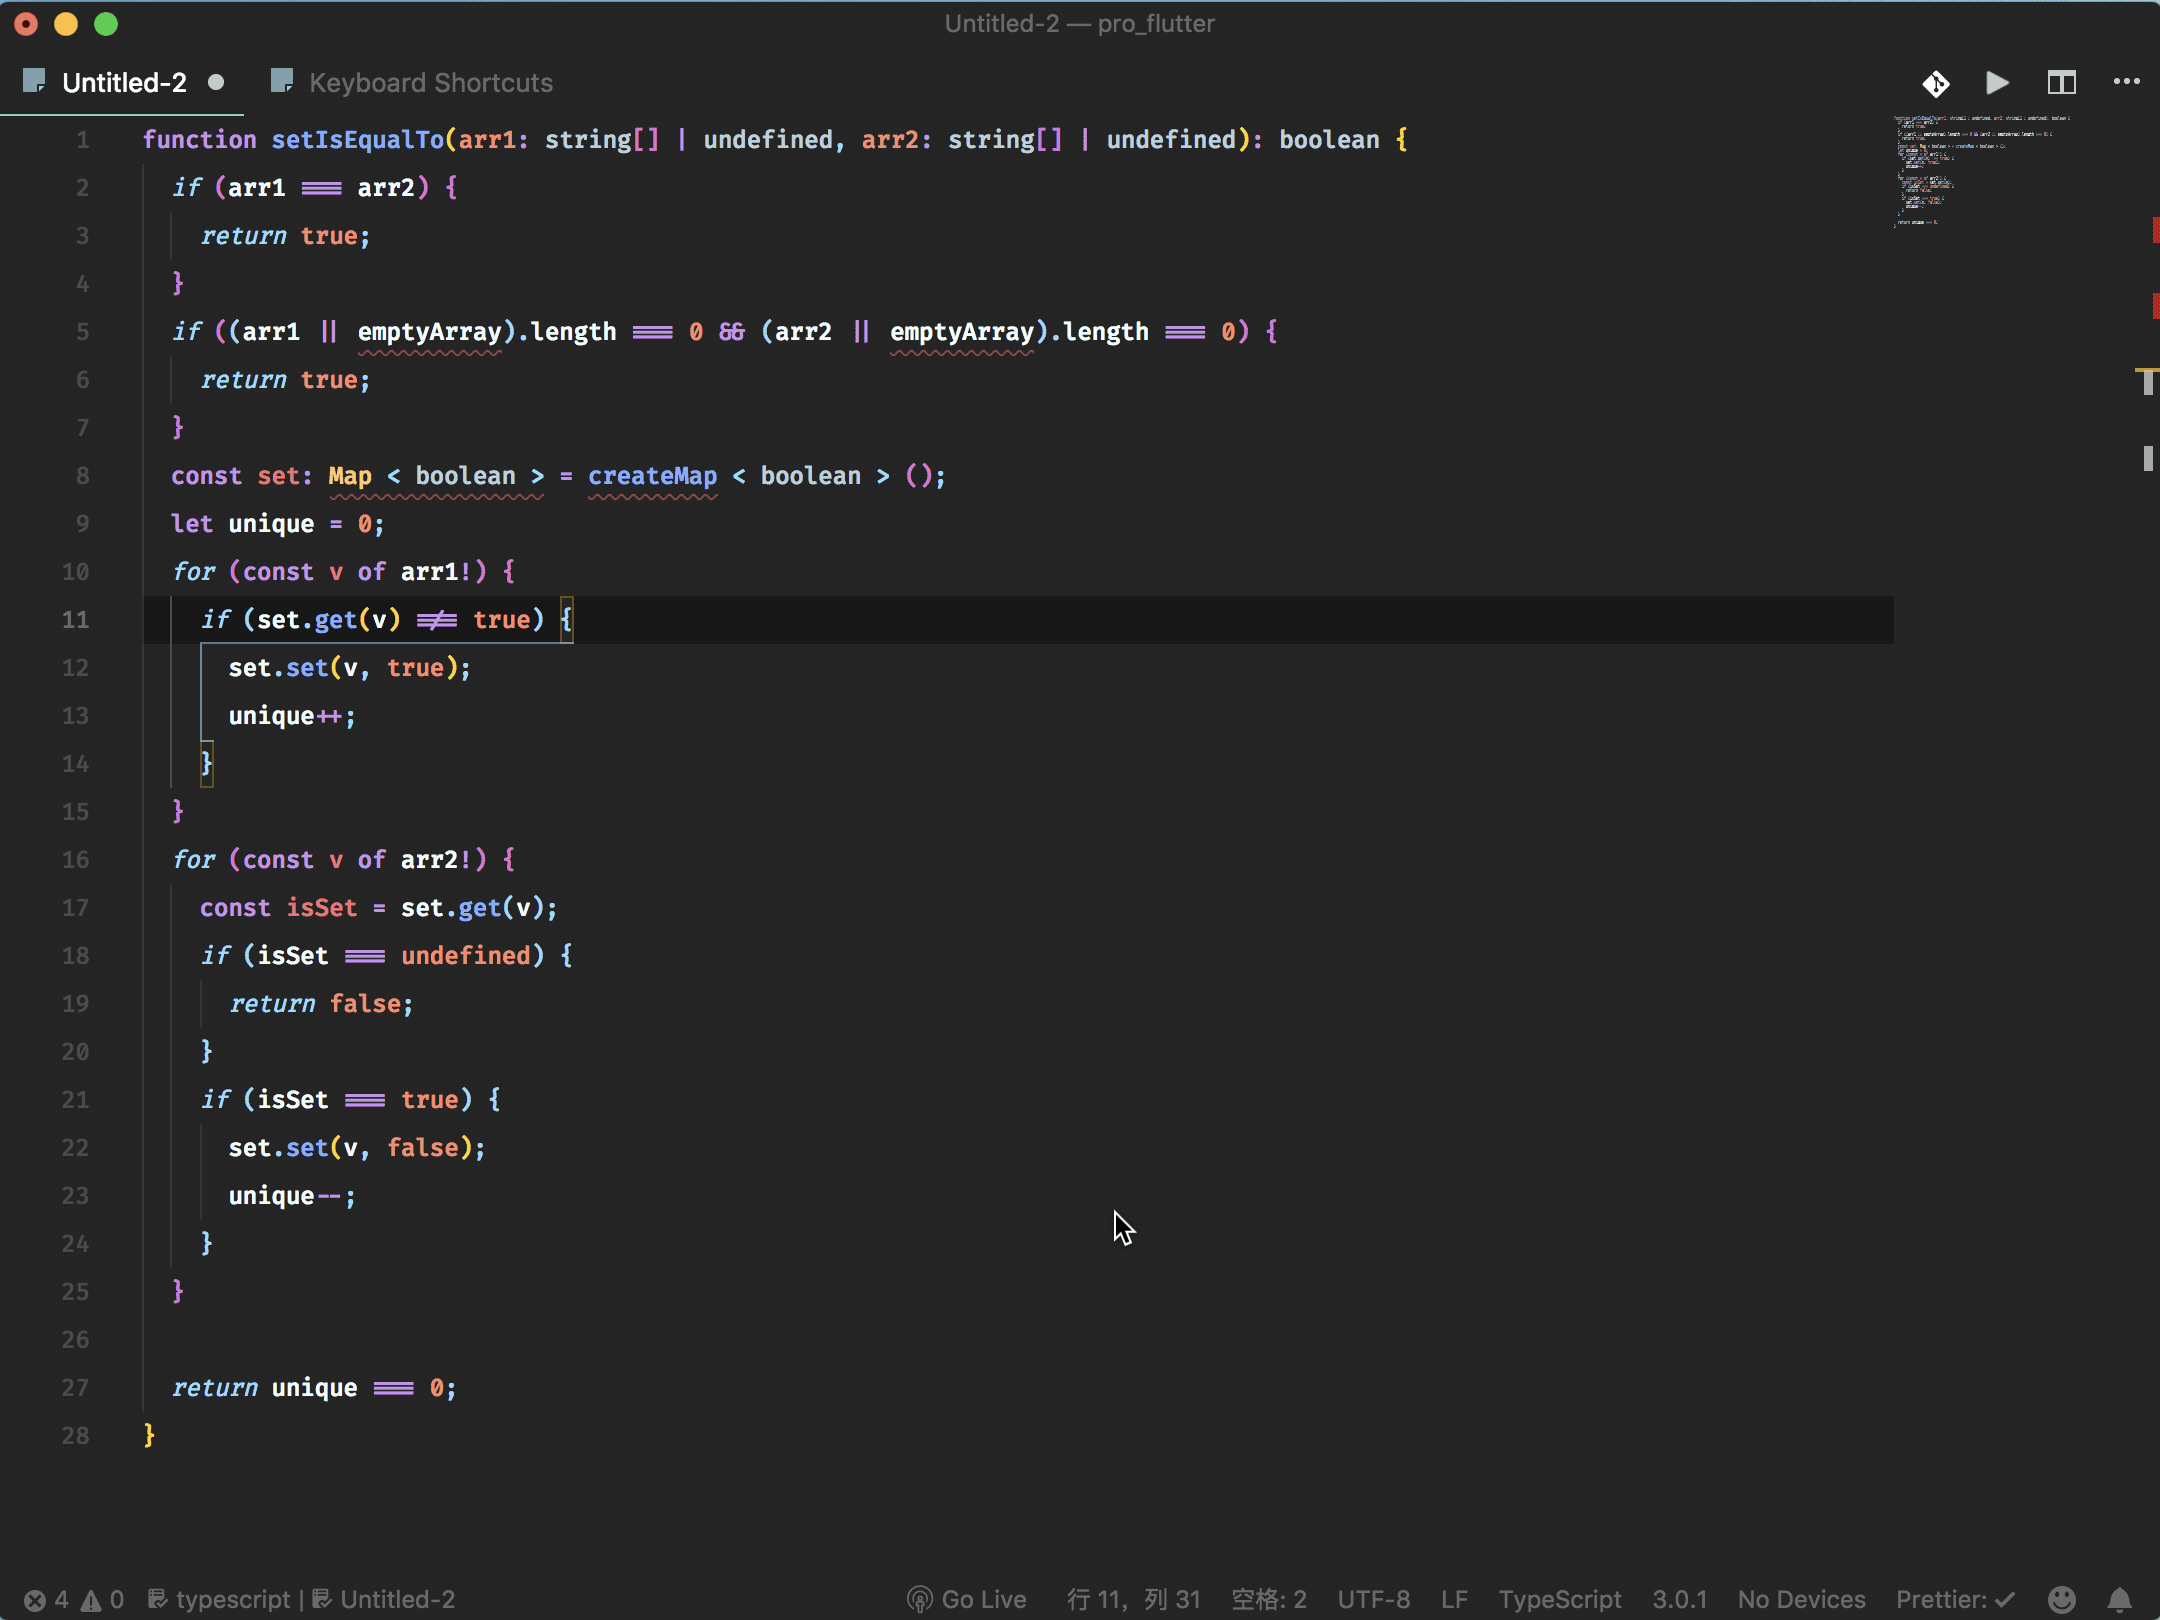 Untitled-2 — pro_flutter
Untitled-2 Keyboard Shortcuts
1 function setIsEqualTo(arr1: string[] | undefined, arr2: string[] | undefined): boolean {
2 if (arr1 === arr2) {
3 return true;
4 }
5 if ((arr1 || emptyArray).length === 0 && (arr2 || emptyArray).length === 0) {
6 return true;
7 }
8 const set: Map < boolean > = createMap < boolean > ();
9 let unique = 0;
10 for (const v of arr1!) {
11 if (set.get(v) !== true) {
12 set.set(v, true);
13 unique++;
14 }
15 }
16 for (const v of arr2!) {
17 const isSet = set.get(v);
18 if (isSet === undefined) {
19 return false;
20 }
21 if (isSet === true) {
22 set.set(v, false);
23 unique--;
24 }
25 }
26
27 return unique === 0;
28 }
4 0 typescript | Untitled-2 Go Live 行 11, 列 31 空格: 2 UTF-8 LF TypeScript 3.0.1 No Devices Prettier: ✓